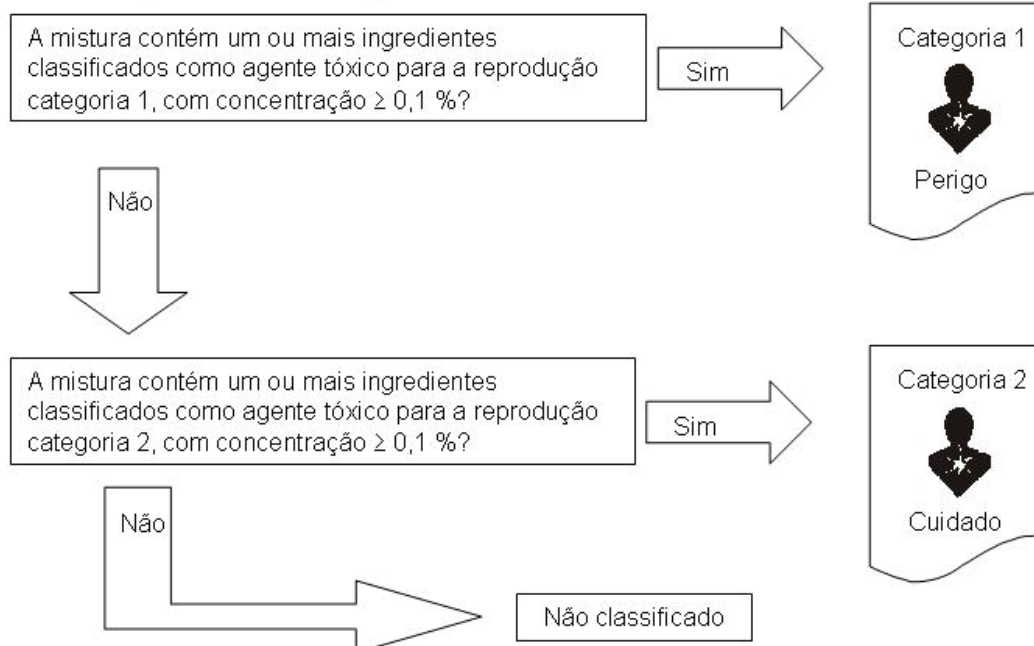 A mistura contém um ou mais ingredientes
classificados como agente tóxico para a reprodução
categoria 1, com concentração ≥ 0,1 %?
Sim
Categoria 1
Perigo
Não
A mistura contém um ou mais ingredientes
classificados como agente tóxico para a reprodução
categoria 2, com concentração ≥ 0,1 %?
Sim
Categoria 2
Cuidado
Não
Não classificado